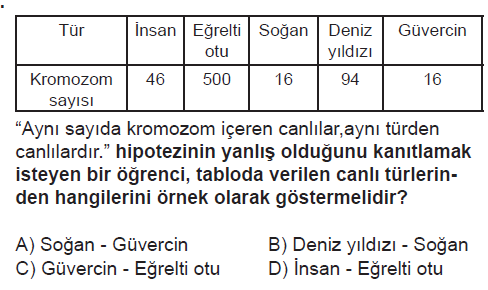 Tür İnsan Eğrelti otu Soğan Deniz yıldızı Güvercin
Kromozom sayısı 46 500 16 94 16
“Aynı sayıda kromozom içeren canlılar,aynı türden
canlılardır.” hipotezinin yanlış olduğunu kanıtlamak
isteyen bir öğrenci, tabloda verilen canlı türlerin-
den hangilerini örnek olarak göstermelidir?
A) Soğan - Güvercin B) Deniz yıldızı - Soğan
C) Güvercin - Eğrelti otu D) İnsan - Eğrelti otu